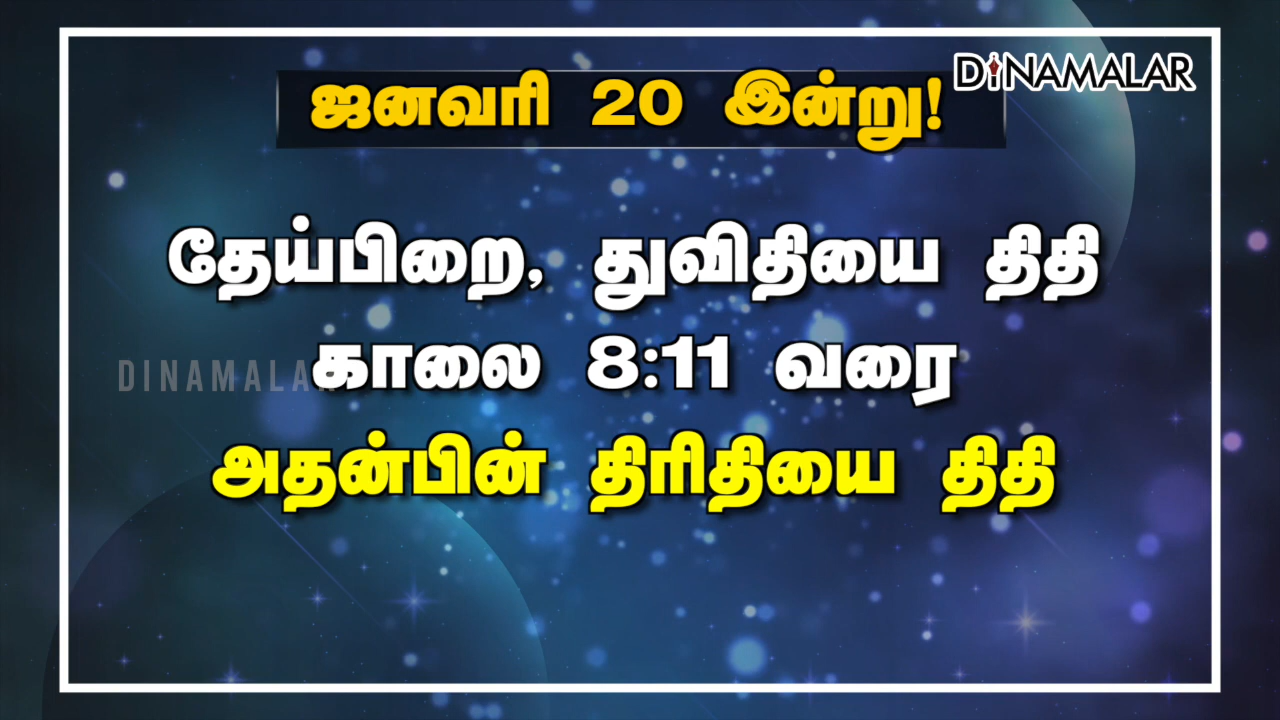 DINAMALAR
ஜனவரி 20 இன்று!
தேய்பிறை, துவிதியை திதி
காலை 8:11 வரை
DINAMALAR
அதன்பின் திரிதியை திதி